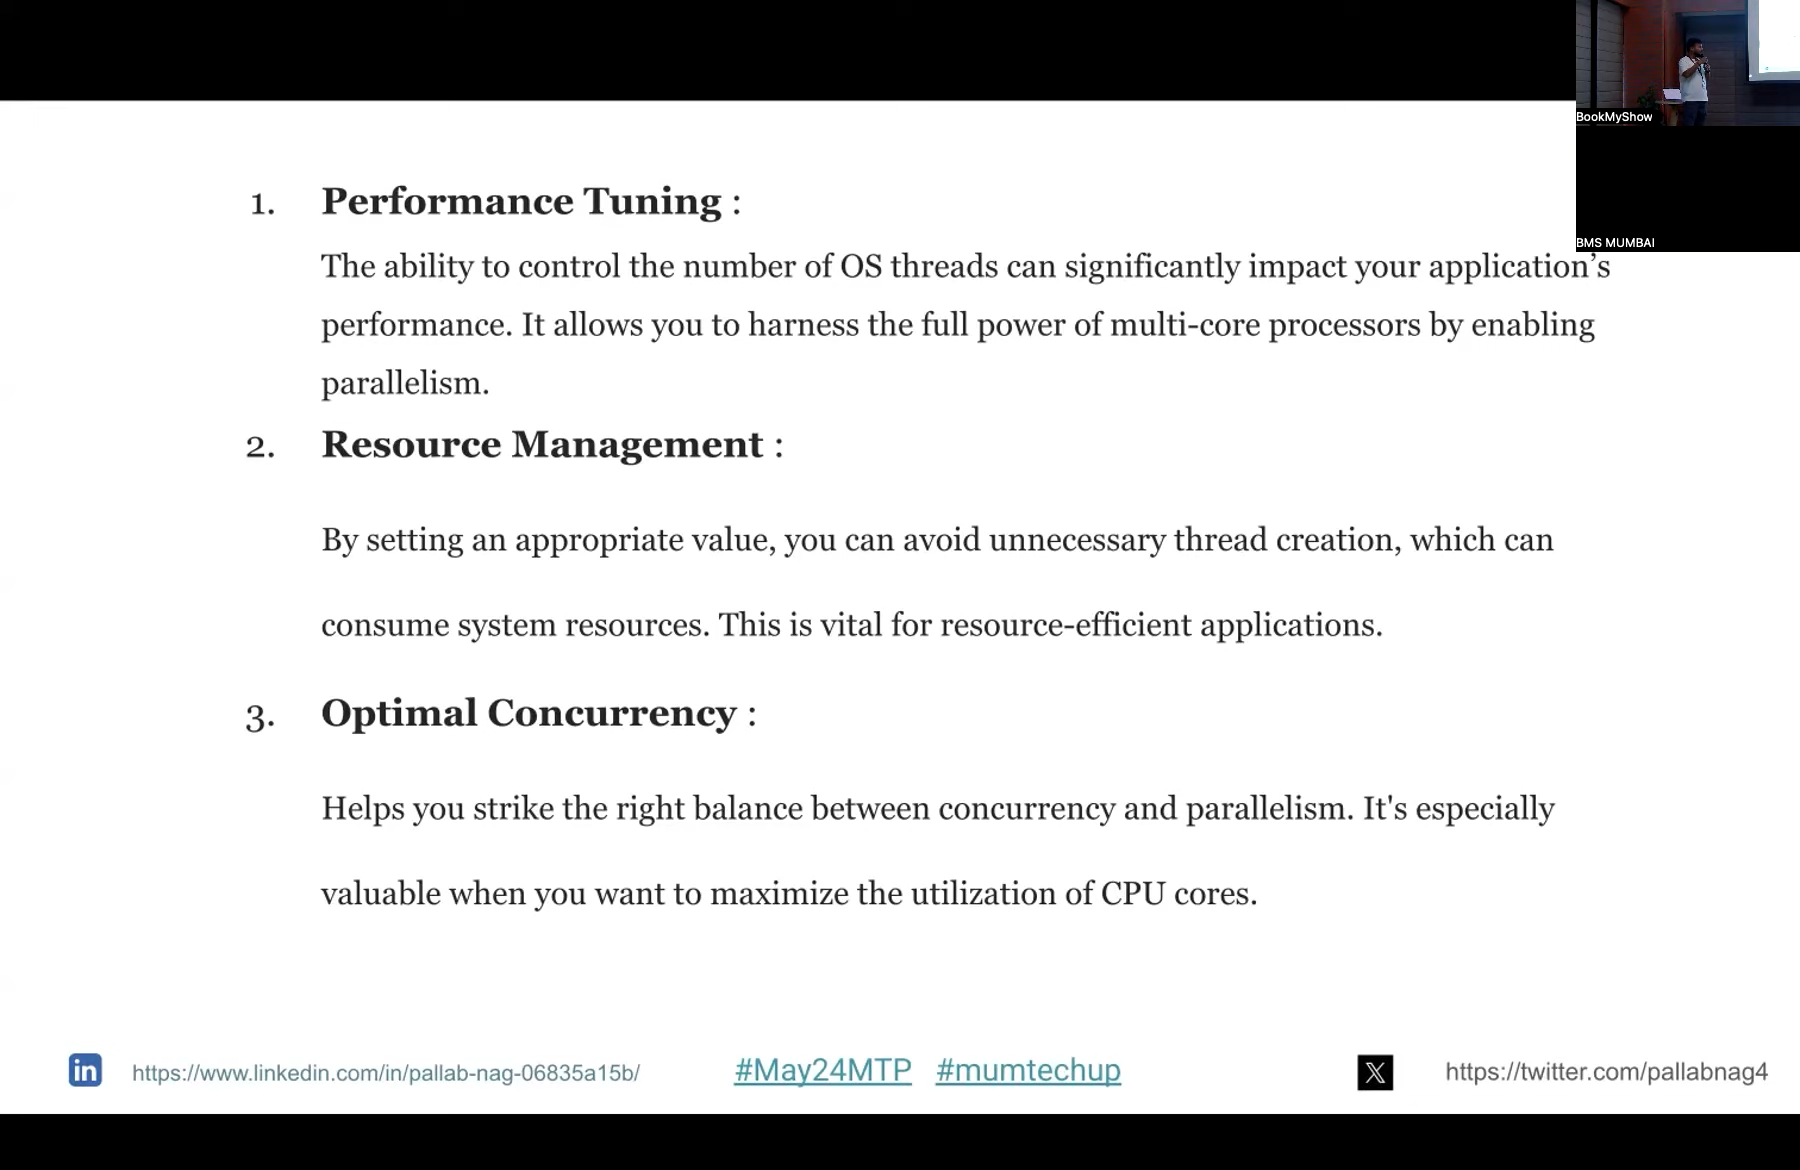 BookMyShow
BMS MUMBAI
1. Performance Tuning :
The ability to control the number of OS threads can significantly impact your application’s
performance. It allows you to harness the full power of multi-core processors by enabling
parallelism.
2. Resource Management :
By setting an appropriate value, you can avoid unnecessary thread creation, which can
consume system resources. This is vital for resource-efficient applications.
3. Optimal Concurrency :
Helps you strike the right balance between concurrency and parallelism. It's especially
valuable when you want to maximize the utilization of CPU cores.
in https://www.linkedin.com/in/pallab-nag-06835a15b/ #May24MTP #mumtechup X https://twitter.com/pallabnag4